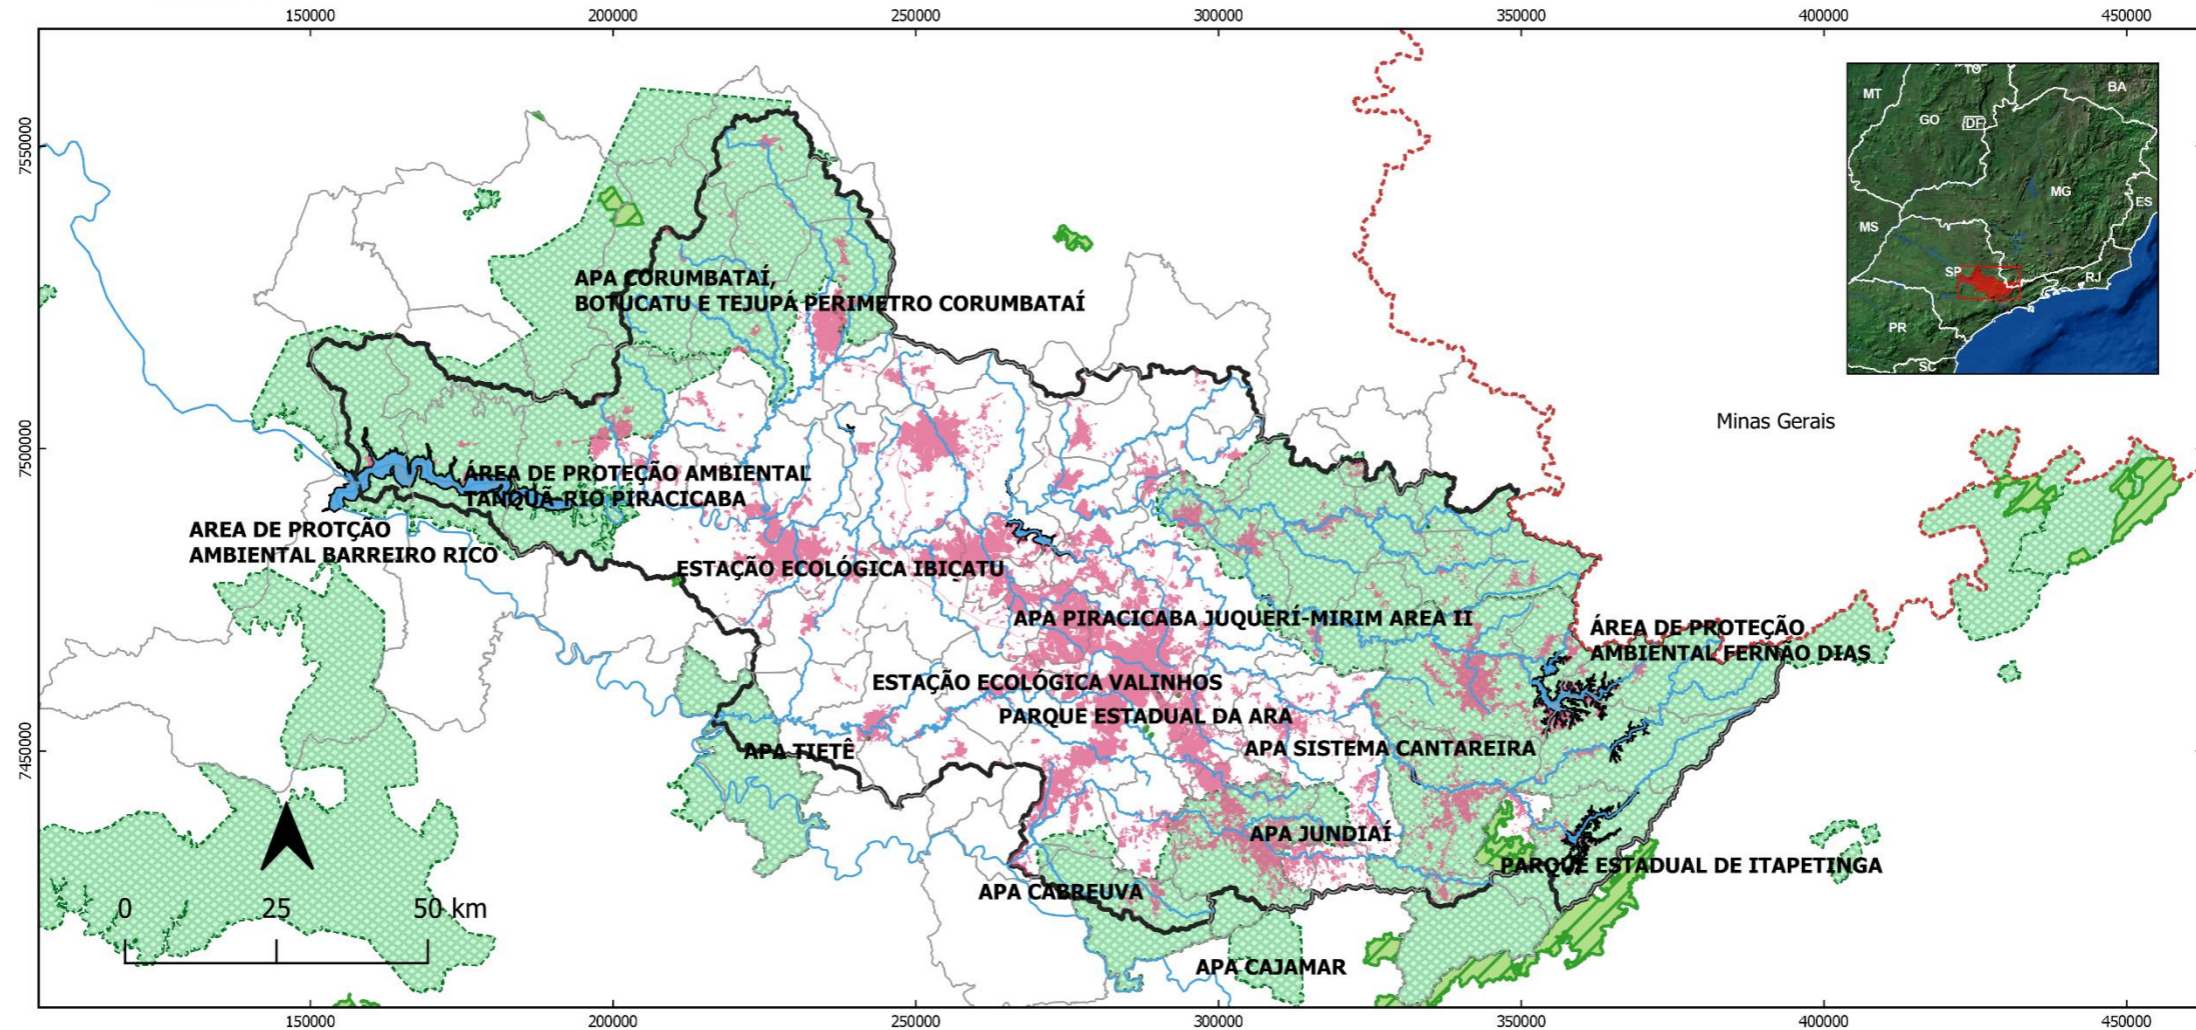 150000
200000
250000
300000
350000
400000
450000
7550000
7500000
7450000
TO
BA
MT
GO
DF
MG
ES
MS
SP
RJ
PR
SC
Minas Gerais
APA CORUMBATAÍ,
BOTUCATU E TEJUPÁ PERIMETRO CORUMBATAÍ
ÁREA DE PROTEÇÃO AMBIENTAL
TANQUÃ-RIO PIRACICABA
AREA DE PROTÇÃO
AMBIENTAL BARREIRO RICO
ESTAÇÃO ECOLÓGICA IBIÇATU
APA PIRACICABA JUQUERÍ-MIRIM AREA II
ÁREA DE PROTEÇÃO
AMBIENTAL FERNÃO DIAS
ESTAÇÃO ECOLÓGICA VALINHOS
PARQUE ESTADUAL DA ARA
APA TIETÊ
APA SISTEMA CANTAREIRA
APA JUNDIAÍ
PARQUE ESTADUAL DE ITAPETINGA
APA CABREUVA
APA CAJAMAR
0 25 50 km
150000
200000
250000
300000
350000
400000
450000